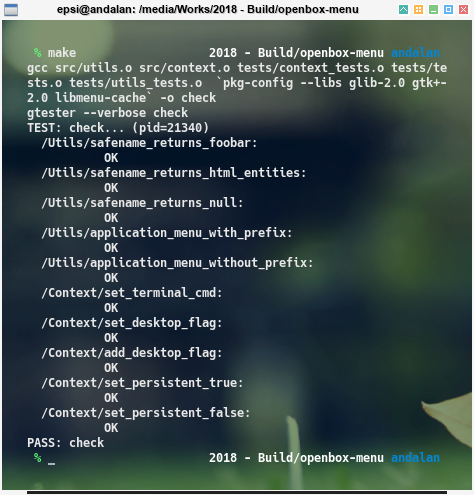 epsi@andalan: /media/Works/2018 - Build/openbox-menu
% make 2018 - Build/openbox-menu andalan
gcc src/utils.o src/context.o tests/context_tests.o tests/te
sts.o tests/utils_tests.o  `pkg-config --libs glib-2.0 gtk+-
2.0 libmenu-cache` -o check
gtester --verbose check
TEST: check... (pid=21340)
/Utils/safename_returns_foobar:
OK
/Utils/safename_returns_html_entities:
OK
/Utils/safename_returns_null:
OK
/Utils/application_menu_with_prefix:
OK
/Utils/application_menu_without_prefix:
OK
/Context/set_terminal_cmd:
OK
/Context/set_desktop_flag:
OK
/Context/add_desktop_flag:
OK
/Context/set_persistent_true:
OK
/Context/set_persistent_false:
OK
PASS: check
% _ 2018 - Build/openbox-menu andalan